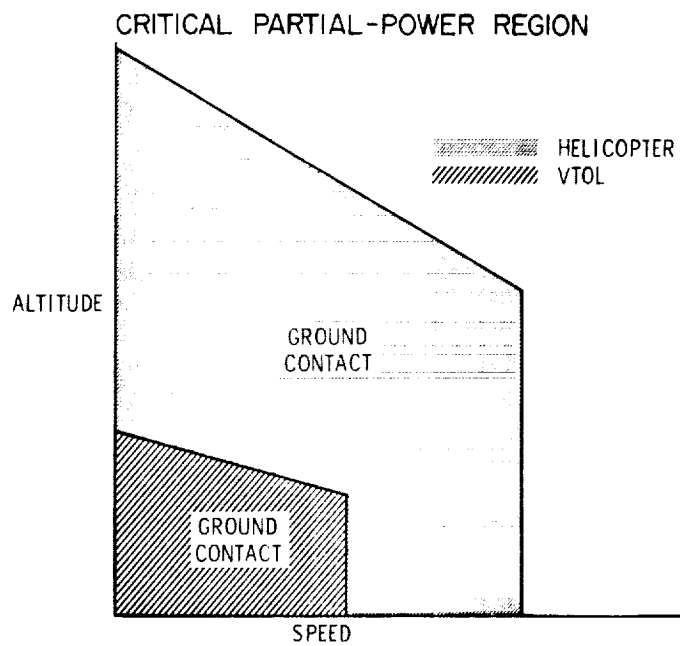 CRITICAL PARTIAL-POWER REGION
HELICOPTER
VTOL
ALTITUDE
GROUND
CONTACT
GROUND
CONTACT
SPEED